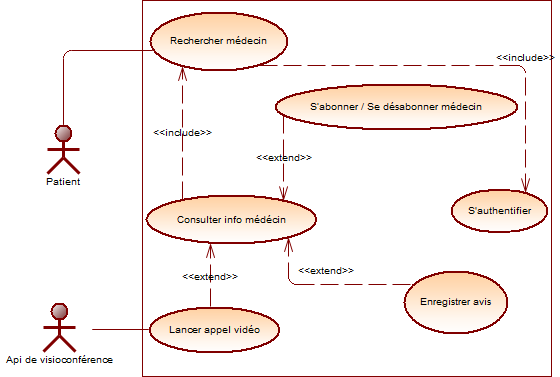 Rechercher médecin
<<include>>
S'abonner / Se désabonner médecin
<<include>>
<<extend>>
Patient
Consulter info médécin
S'authentifier
<<extend>>
<<extend>>
Enregistrer avis
Lancer appel vidéo
Api de visioconférence